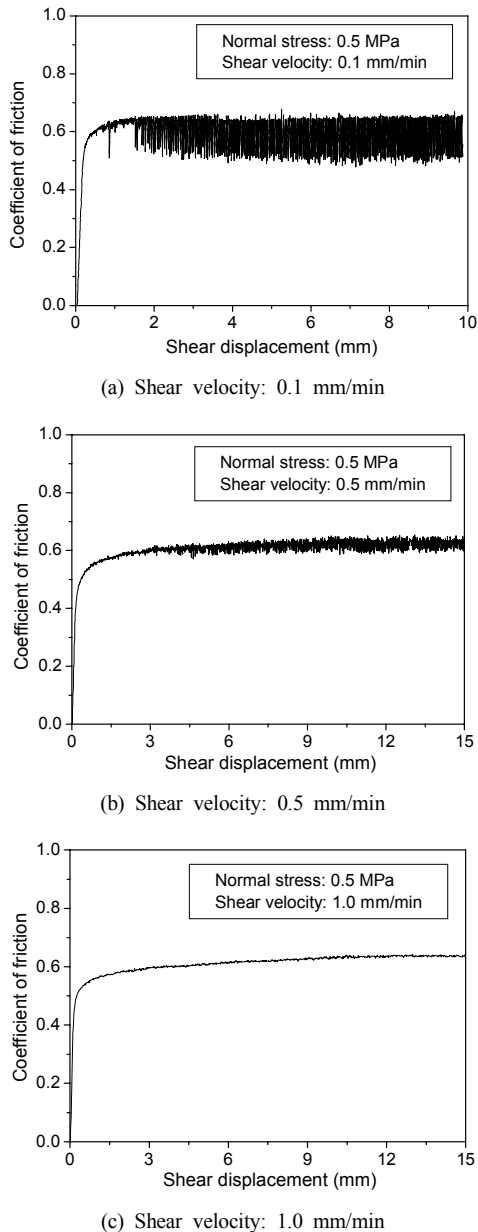 1.0
Normal stress: 0.5 MPa
Shear velocity: 0.1 mm/min
0.8
0.6
0.4
0.2
0.0
Coefficient of friction
0 2 4 6 8 10
Shear displacement (mm)
(a) Shear velocity: 0.1 mm/min
1.0
Normal stress: 0.5 MPa
Shear velocity: 0.5 mm/min
0.8
0.6
0.4
0.2
0.0
Coefficient of friction
0 3 6 9 12 15
Shear displacement (mm)
(b) Shear velocity: 0.5 mm/min
1.0
Normal stress: 0.5 MPa
Shear velocity: 1.0 mm/min
0.8
0.6
0.4
0.2
0.0
Coefficient of friction
0 3 6 9 12 15
Shear displacement (mm)
(c) Shear velocity: 1.0 mm/min